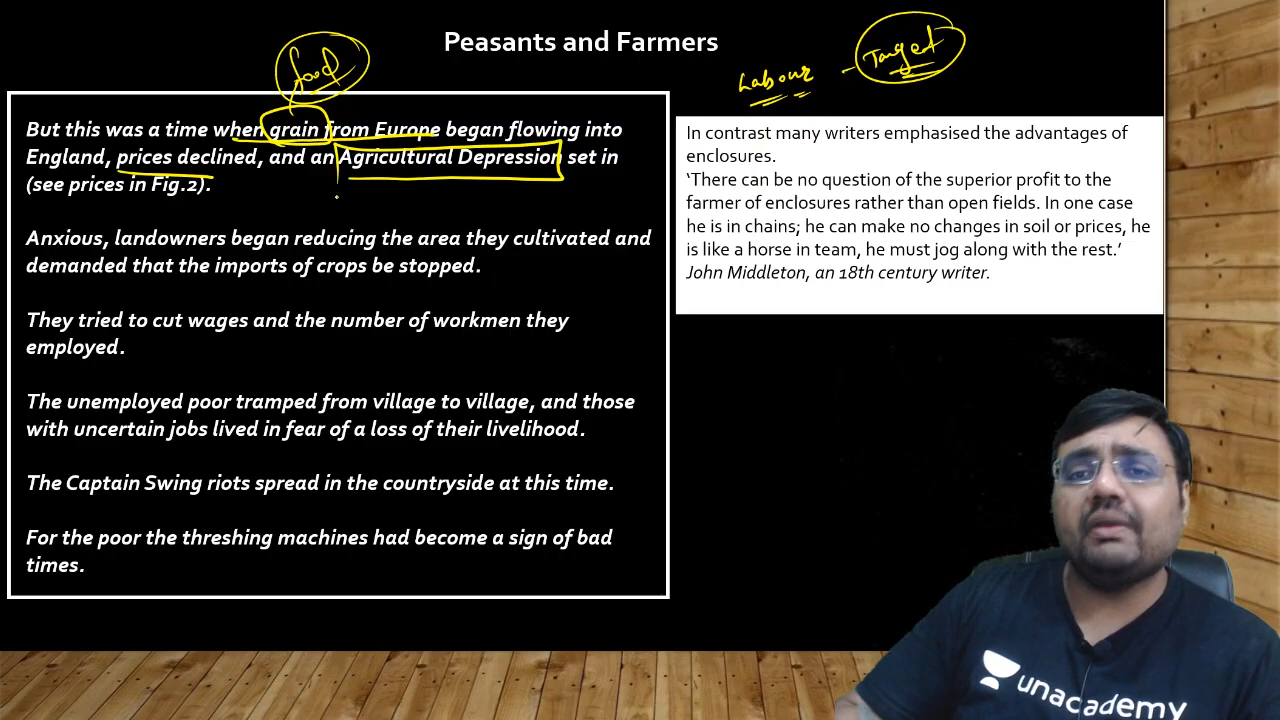 Peasants and Farmers
food
Labour - Target
But this was a time when grain from Europe began flowing into
England, prices declined, and an Agricultural Depression set in
(see prices in Fig.2).
Anxious, landowners began reducing the area they cultivated and
demanded that the imports of crops be stopped.
They tried to cut wages and the number of workmen they
employed.
The unemployed poor tramped from village to village, and those
with uncertain jobs lived in fear of a loss of their livelihood.
The Captain Swing riots spread in the countryside at this time.
For the poor the threshing machines had become a sign of bad
times.
In contrast many writers emphasised the advantages of
enclosures.
‘There can be no question of the superior profit to the
farmer of enclosures rather than open fields. In one case
he is in chains; he can make no changes in soil or prices, he
is like a horse in team, he must jog along with the rest.’
John Middleton, an 18th century writer.
unacademy